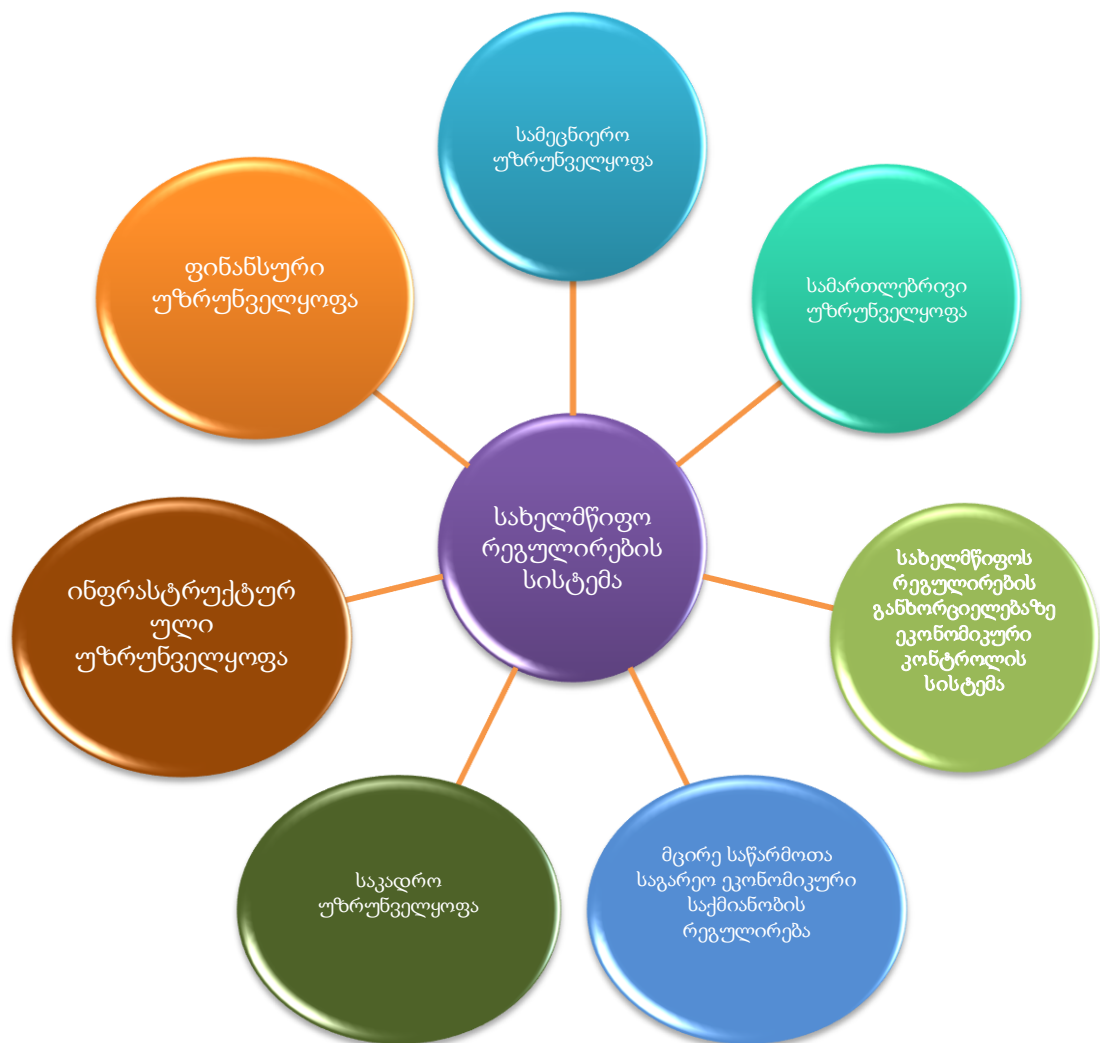 სამეცნიერო
უზრუნველყოფა
ფინანსური
უზრუნველყოფა
სამართლებრივი
უზრუნველყოფა
სახელმწიფო
რეგულირების
სისტემა
სახელმწიფოს
რეგულირების
განხორციელებაზე
ეკონომიკური
კონტროლის
სისტემა
ინფრასტრუქტურ
ული
უზრუნველყოფა
საკადრო
უზრუნველყოფა
მცირე საწარმოთა
საგარეო ეკონომიკური
საქმიანობის
რეგულირება